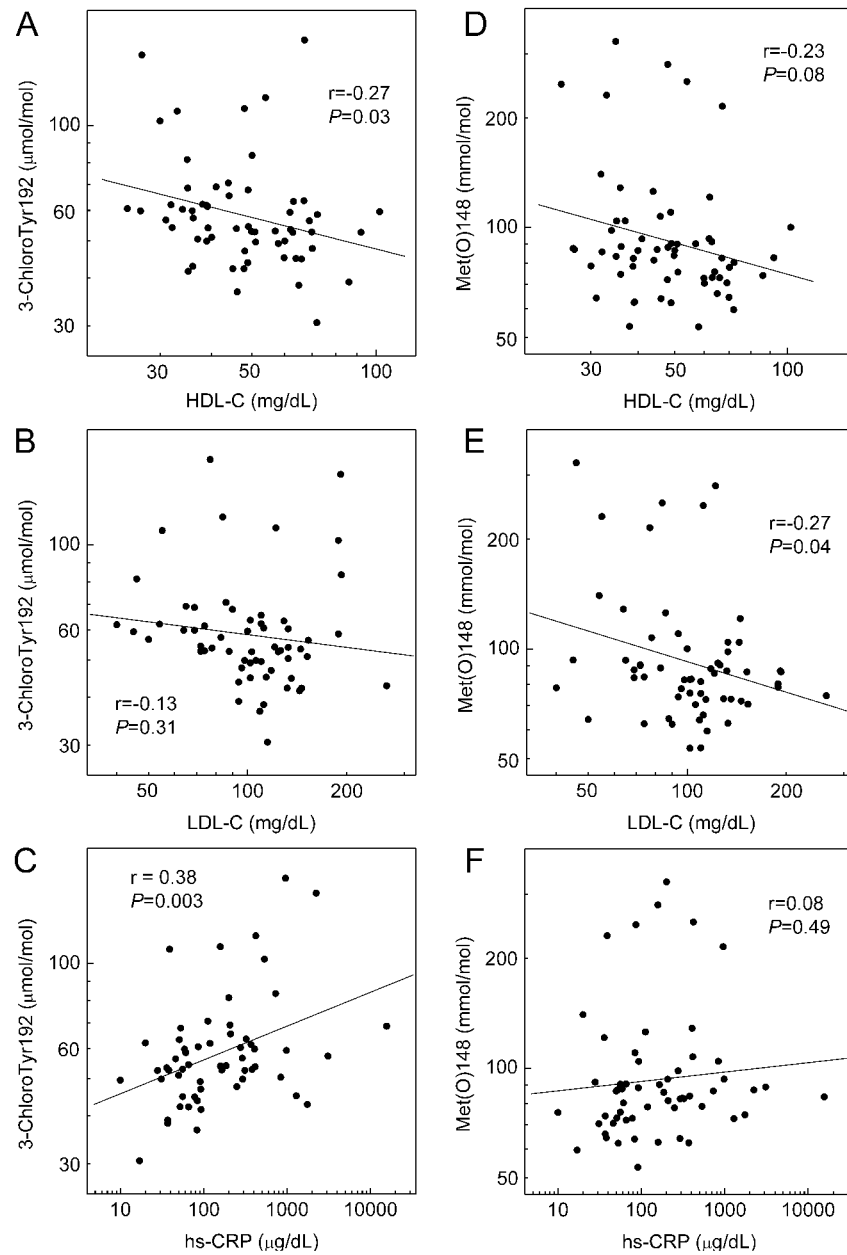 A
3-ChloroTyr192 (μmol/mol)
100
60
30
r=-0.27
P=0.03
30
50
100
HDL-C (mg/dL)
D
Met(O)148 (mmol/mol)
200
100
50
r=-0.23
P=0.08
30
50
100
HDL-C (mg/dL)
B
3-ChloroTyr192 (μmol/mol)
100
60
30
r=-0.13
P=0.31
50
100
200
LDL-C (mg/dL)
E
Met(O)148 (mmol/mol)
200
100
50
r=-0.27
P=0.04
50
100
200
LDL-C (mg/dL)
C
3-ChloroTyr192 (μmol/mol)
100
60
30
r = 0.38
P=0.003
10
100
1000
10000
hs-CRP (μg/dL)
F
Met(O)148 (mmol/mol)
200
100
50
r=0.08
P=0.49
10
100
1000
10000
hs-CRP (μg/dL)